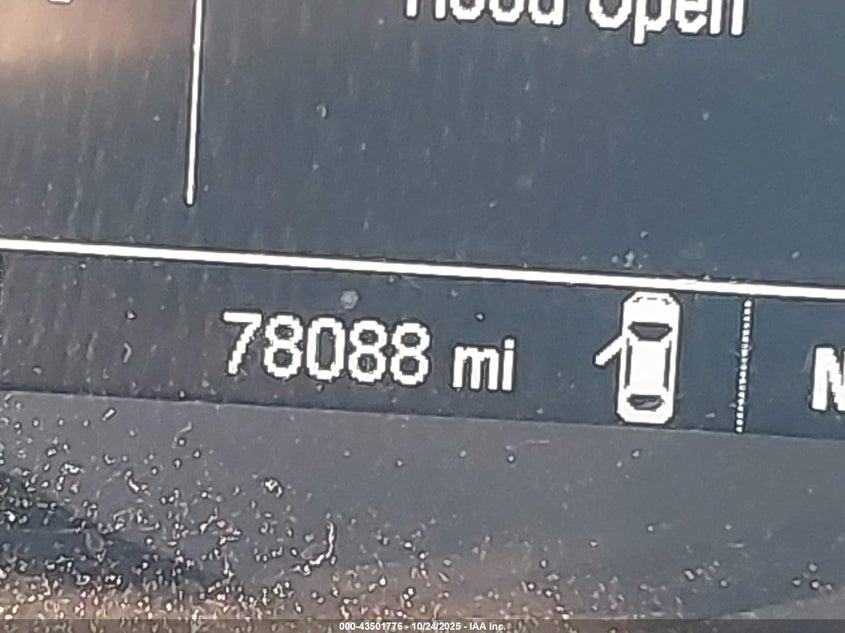 Hood Open
78088 mi
N
000-43501776 - 10/24/2025 - IAA Inc.